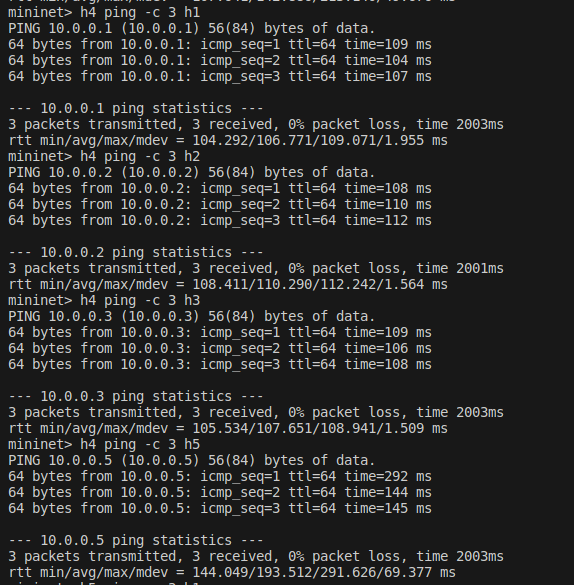 mininet> h4 ping -c 3 h1
PING 10.0.0.1 (10.0.0.1) 56(84) bytes of data.
64 bytes from 10.0.0.1: icmp_seq=1 ttl=64 time=109 ms
64 bytes from 10.0.0.1: icmp_seq=2 ttl=64 time=104 ms
64 bytes from 10.0.0.1: icmp_seq=3 ttl=64 time=107 ms
--- 10.0.0.1 ping statistics ---
3 packets transmitted, 3 received, 0% packet loss, time 2003ms
rtt min/avg/max/mdev = 104.292/106.771/109.071/1.955 ms
mininet> h4 ping -c 3 h2
PING 10.0.0.2 (10.0.0.2) 56(84) bytes of data.
64 bytes from 10.0.0.2: icmp_seq=1 ttl=64 time=108 ms
64 bytes from 10.0.0.2: icmp_seq=2 ttl=64 time=110 ms
64 bytes from 10.0.0.2: icmp_seq=3 ttl=64 time=112 ms
--- 10.0.0.2 ping statistics ---
3 packets transmitted, 3 received, 0% packet loss, time 2001ms
rtt min/avg/max/mdev = 108.411/110.290/112.242/1.564 ms
mininet> h4 ping -c 3 h3
PING 10.0.0.3 (10.0.0.3) 56(84) bytes of data.
64 bytes from 10.0.0.3: icmp_seq=1 ttl=64 time=109 ms
64 bytes from 10.0.0.3: icmp_seq=2 ttl=64 time=106 ms
64 bytes from 10.0.0.3: icmp_seq=3 ttl=64 time=108 ms
--- 10.0.0.3 ping statistics ---
3 packets transmitted, 3 received, 0% packet loss, time 2003ms
rtt min/avg/max/mdev = 105.534/107.651/108.941/1.509 ms
mininet> h4 ping -c 3 h5
PING 10.0.0.5 (10.0.0.5) 56(84) bytes of data.
64 bytes from 10.0.0.5: icmp_seq=1 ttl=64 time=292 ms
64 bytes from 10.0.0.5: icmp_seq=2 ttl=64 time=144 ms
64 bytes from 10.0.0.5: icmp_seq=3 ttl=64 time=145 ms
--- 10.0.0.5 ping statistics ---
3 packets transmitted, 3 received, 0% packet loss, time 2003ms
rtt min/avg/max/mdev = 144.049/193.512/291.626/69.377 ms